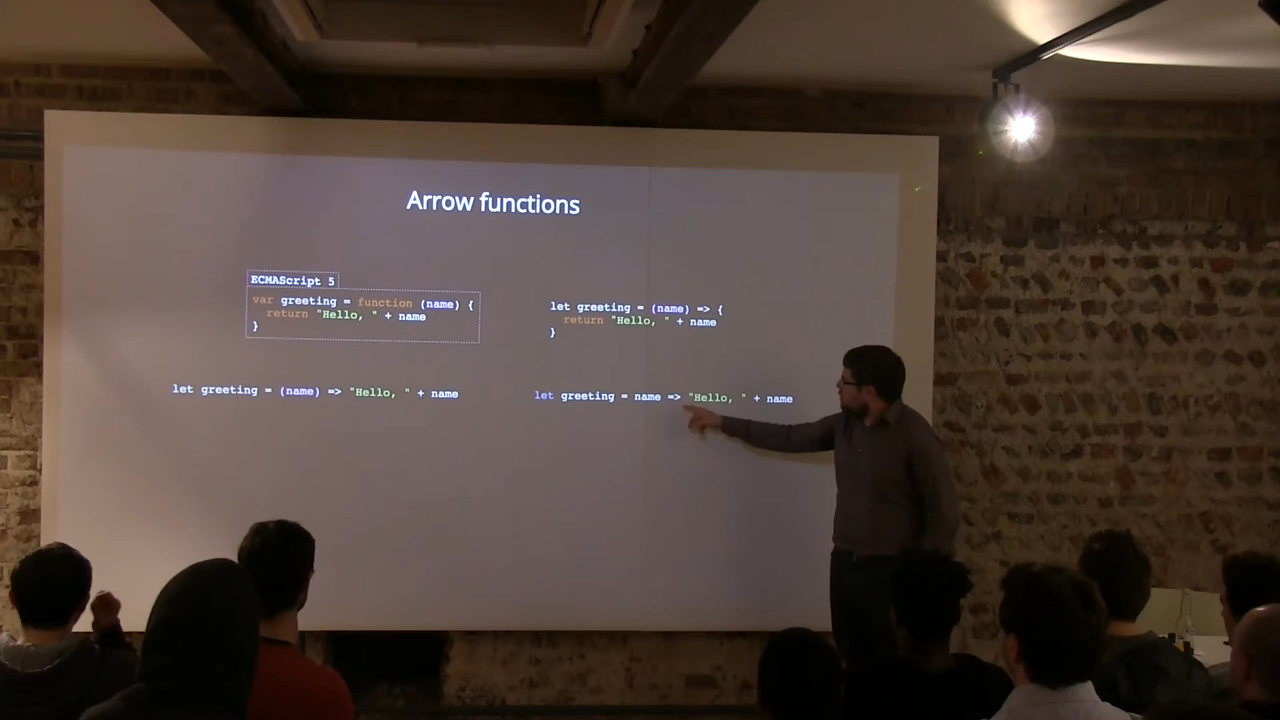 Arrow functions
ECMAScript 5
var greeting = function (name) {
  return "Hello, " + name
}
let greeting = (name) => {
  return "Hello, " + name
}
let greeting = (name) => "Hello, " + name
let greeting = name => "Hello, " + name